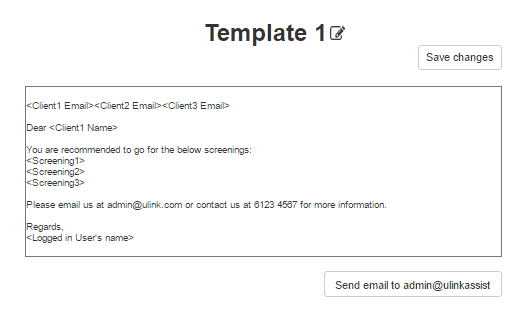 Template 1
Save changes
<Client1 Email><Client2 Email><Client3 Email>
Dear <Client1 Name>
You are recommended to go for the below screenings:
<Screening1>
<Screening2>
<Screening3>
Please email us at admin@ulink.com or contact us at 6123 4567 for more information.
Regards,
<Logged in User's name>
Send email to admin@ulinkassist